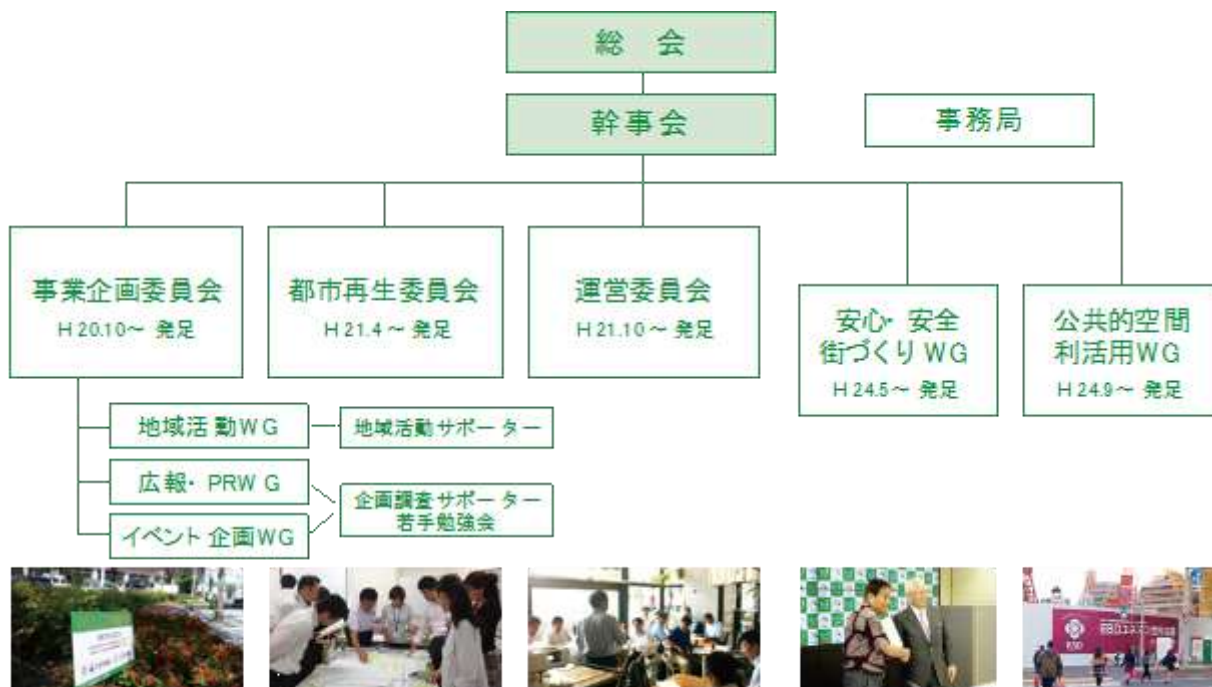 総 会
幹事会
事務局
事業企画委員会
H20.10～ 発足
都市再生委員会
H21.4～ 発足
運営委員会
H21.10～ 発足
安心・安全
街づくりWG
H24.5～ 発足
公共的空間
利活用WG
H24.9～ 発足
地域活動WG
地域活動サポーター
広報・PRWG
企画調査サポーター
若手勉強会
イベント企画WG